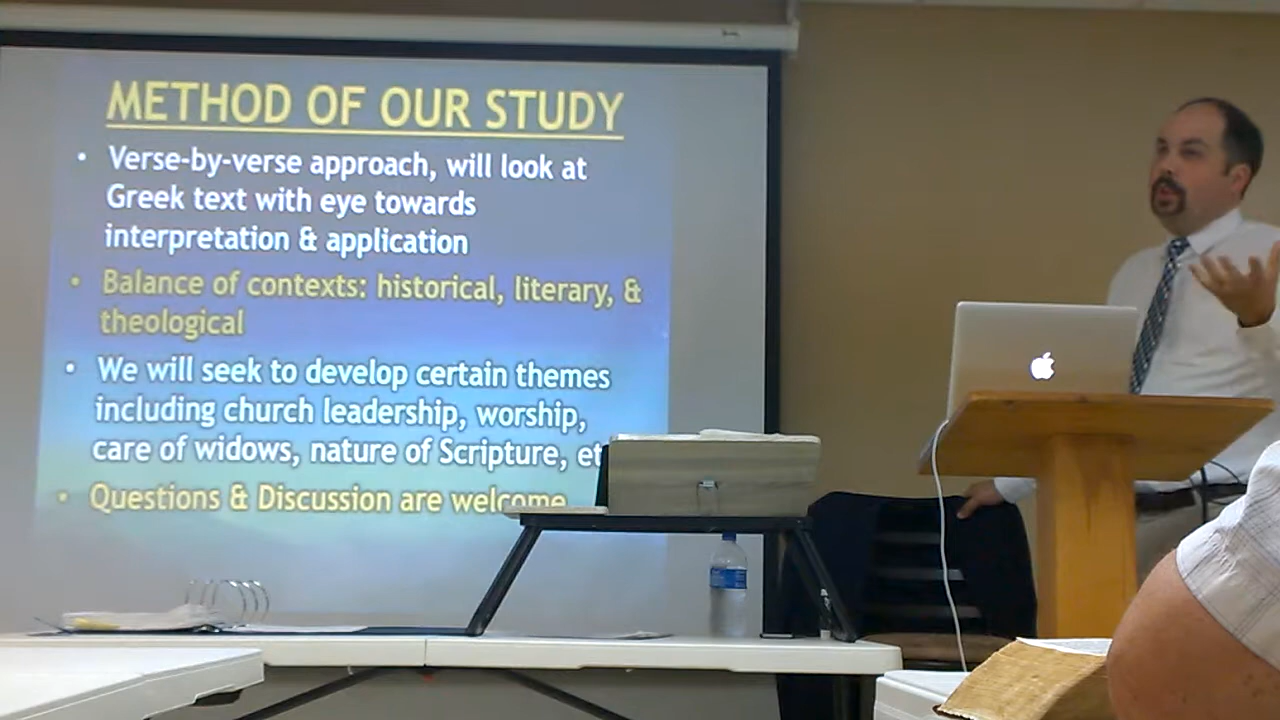 METHOD OF OUR STUDY
• Verse-by-verse approach, will look at
Greek text with eye towards
interpretation & application
• Balance of contexts: historical, literary, &
theological
• We will seek to develop certain themes
including church leadership, worship,
care of widows, nature of Scripture, et
• Questions & Discussion are welcome